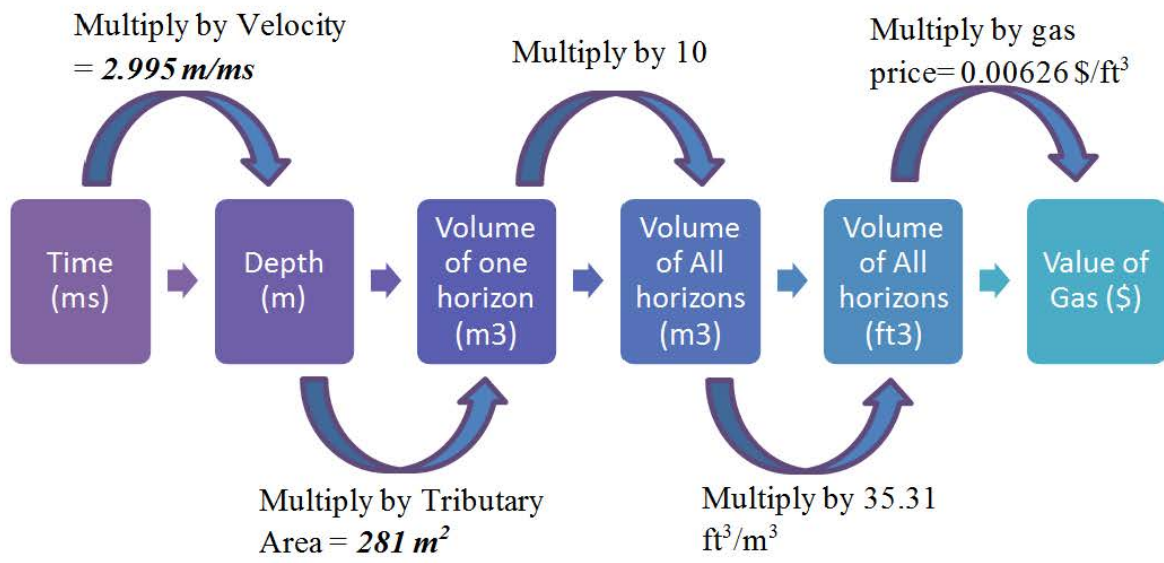 Multiply by Velocity
= 2.995 m/ms
Multiply by 10
Multiply by gas
price= 0.00626 $/ft³
Time
(ms)
Depth
(m)
Volume
of one
horizon
(m3)
Volume
of All
horizons
(m3)
Volume
of All
horizons
(ft3)
Value of
Gas ($)
Multiply by Tributary
Area = 281 m²
Multiply by 35.31
ft³/m³